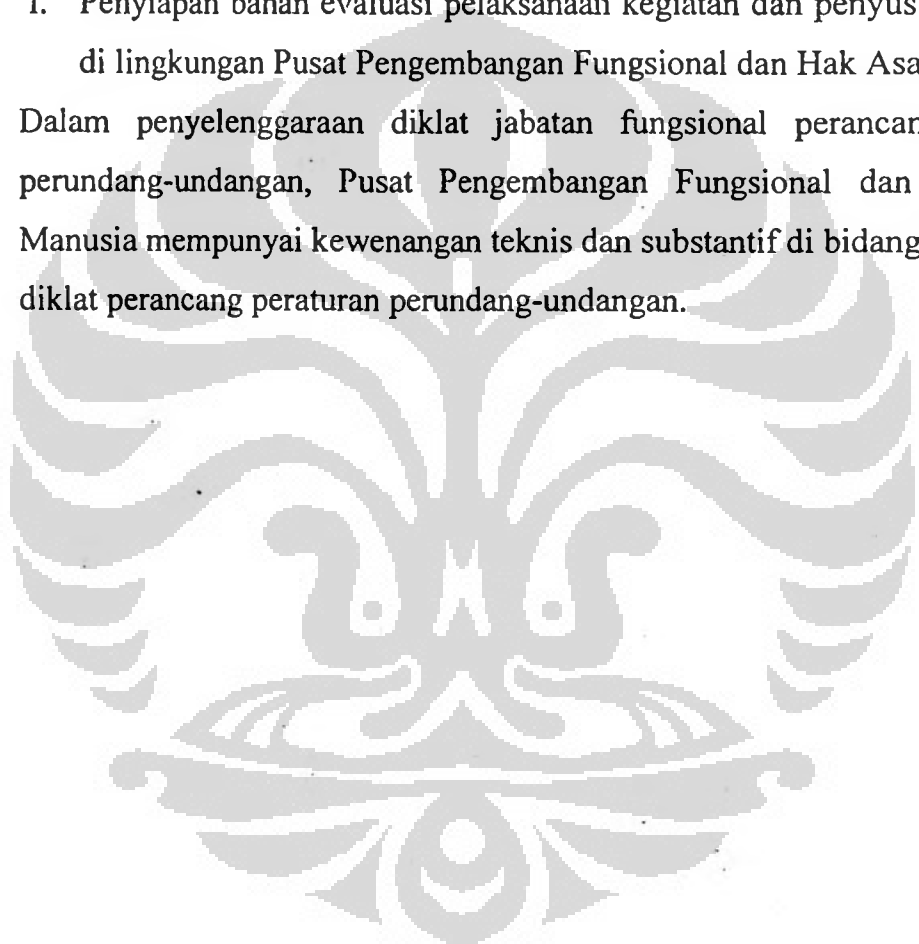 Penyiapan bahan evaluasi pelaksanaan kegiatan dan penyus
di lingkungan Pusat Pengembangan Fungsional dan Hak Asa
Dalam penyelenggaraan diklat jabatan fungsional perancan
perundang-undangan, Pusat Pengembangan Fungsional dan
Manusia mempunyai kewenangan teknis dan substantif di bidang
diklat perancang peraturan perundang-undangan.